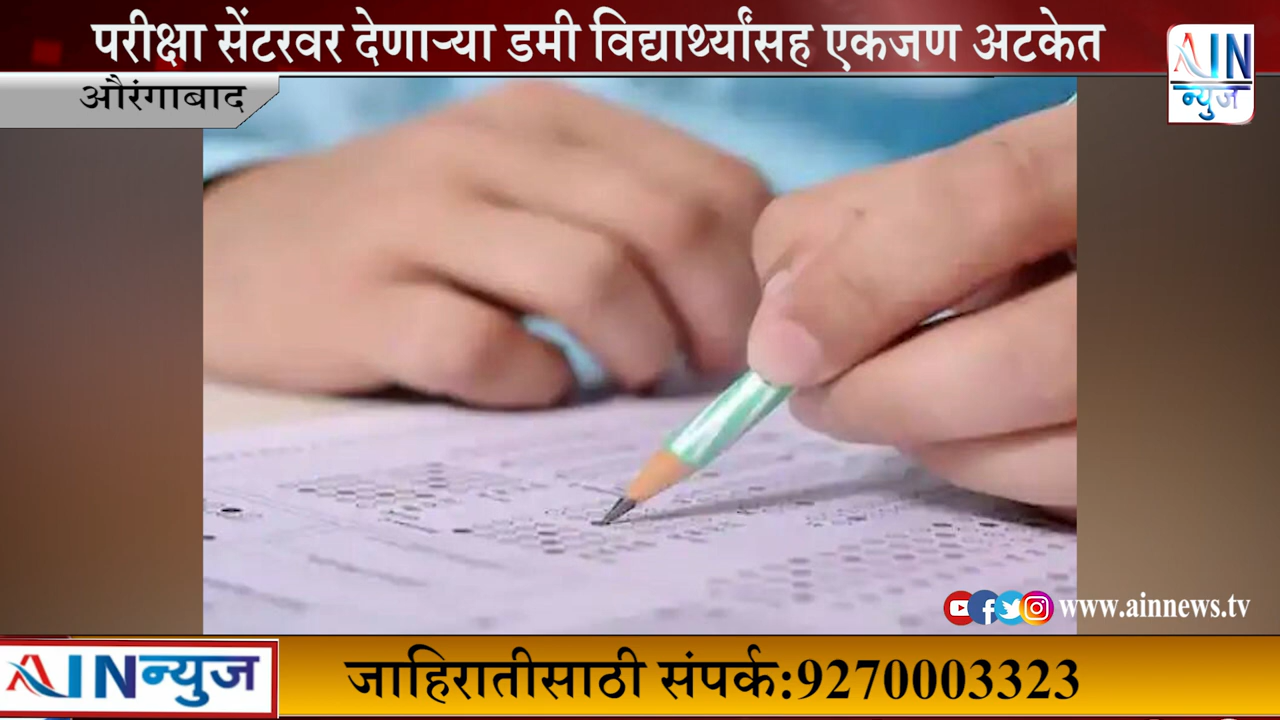 परीक्षा सेंटरवर देणाऱ्या डमी विद्यार्थ्यांसह एकजण अटकेत
AIN
न्युज
औरंगाबाद
www.ainnews.tv
AIN न्युज
जाहिरातीसाठी संपर्क:9270003323